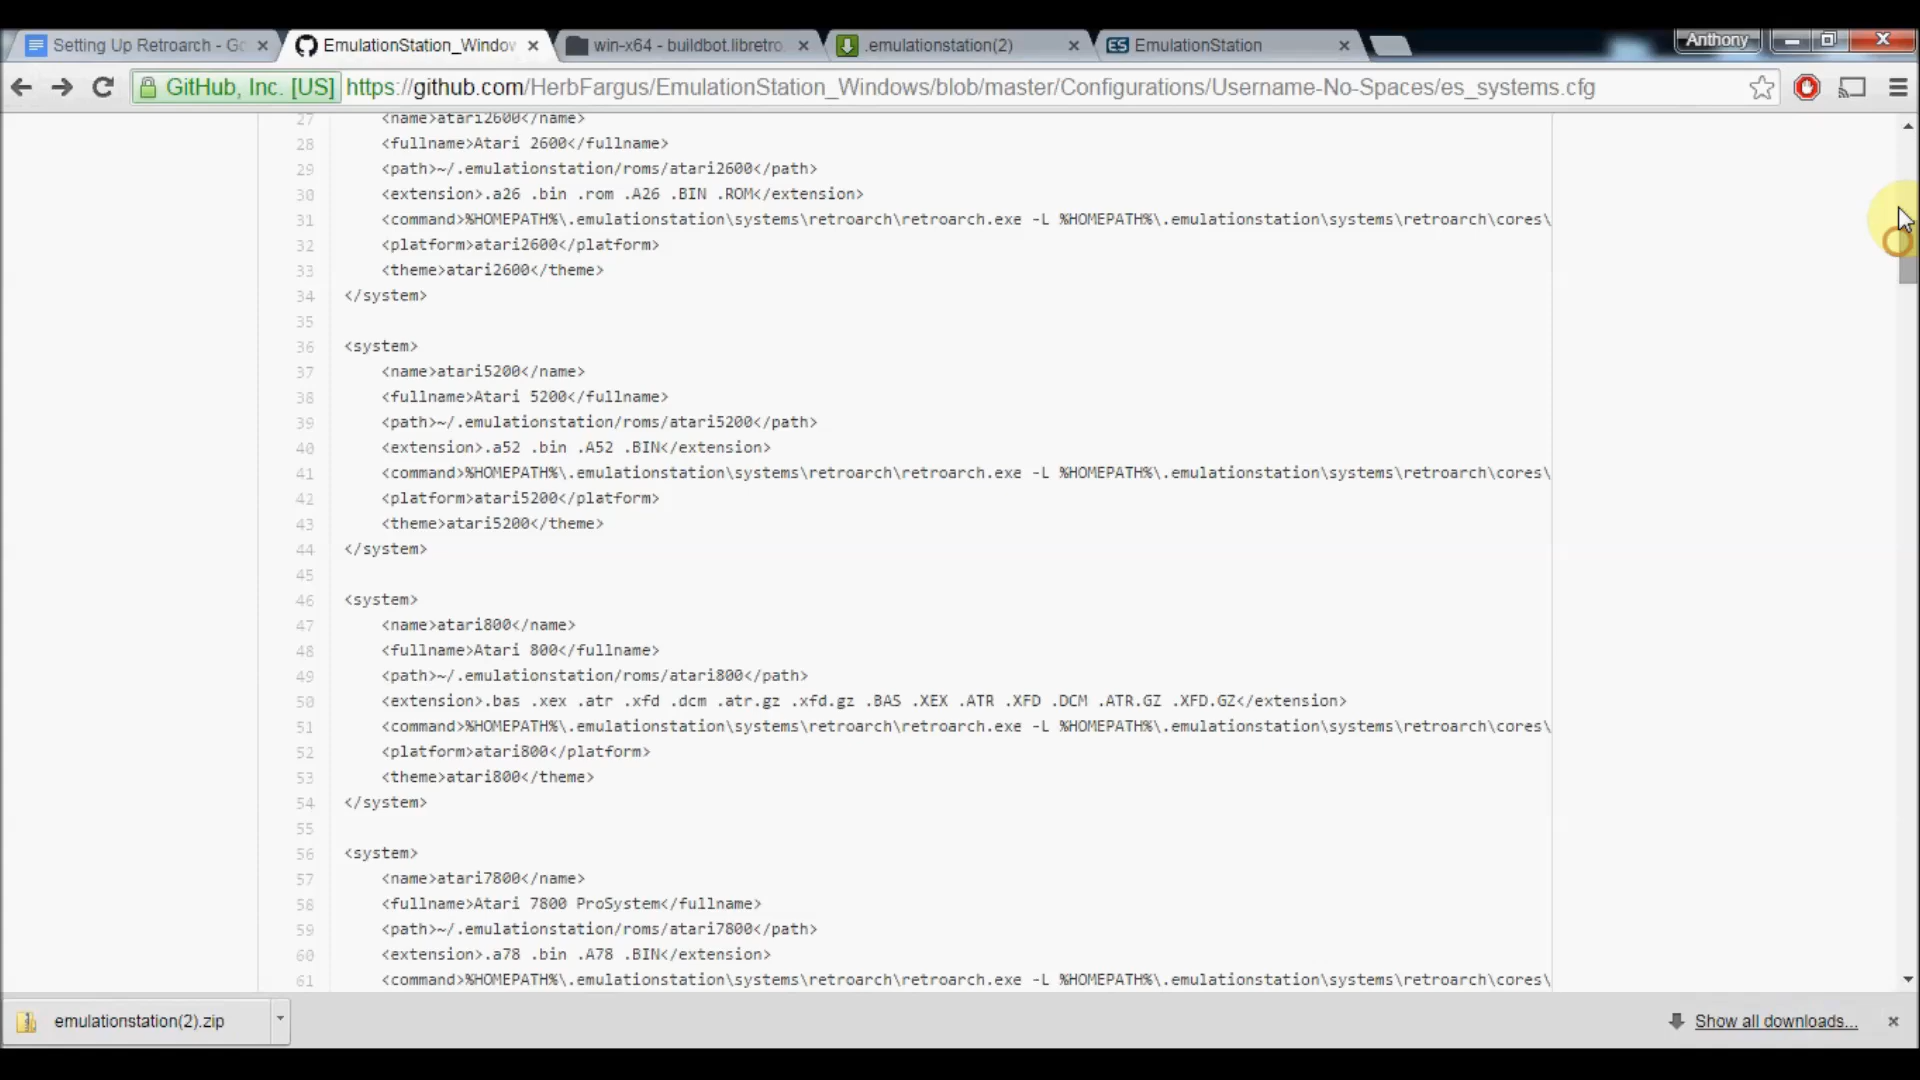 Setting Up Retroarch - Go
EmulationStation_Window
win-x64 - buildbot.libretro.
.emulationstation(2)
ES EmulationStation
Anthony
GitHub, Inc. [US] https://github.com/HerbFargus/EmulationStation_Windows/blob/master/Configurations/Username-No-Spaces/es_systems.cfg
27 <name>atari2600</name>
28 <fullname>Atari 2600</fullname>
29 <path>~/.emulationstation/roms/atari2600</path>
30 <extension>.a26 .bin .rom .A26 .BIN .ROM</extension>
31 <command>%HOMEPATH%\.emulationstation\systems\retroarch\retroarch.exe -L %HOMEPATH%\.emulationstation\systems\retroarch\cores\
32 <platform>atari2600</platform>
33 <theme>atari2600</theme>
34 </system>
35
36 <system>
37 <name>atari5200</name>
38 <fullname>Atari 5200</fullname>
39 <path>~/.emulationstation/roms/atari5200</path>
40 <extension>.a52 .bin .A52 .BIN</extension>
41 <command>%HOMEPATH%\.emulationstation\systems\retroarch\retroarch.exe -L %HOMEPATH%\.emulationstation\systems\retroarch\cores\
42 <platform>atari5200</platform>
43 <theme>atari5200</theme>
44 </system>
45
46 <system>
47 <name>atari800</name>
48 <fullname>Atari 800</fullname>
49 <path>~/.emulationstation/roms/atari800</path>
50 <extension>.bas .xex .atr .xfd .dcm .atr.gz .xfd.gz .BAS .XEX .ATR .XFD .DCM .ATR.GZ .XFD.GZ</extension>
51 <command>%HOMEPATH%\.emulationstation\systems\retroarch\retroarch.exe -L %HOMEPATH%\.emulationstation\systems\retroarch\cores\
52 <platform>atari800</platform>
53 <theme>atari800</theme>
54 </system>
55
56 <system>
57 <name>atari7800</name>
58 <fullname>Atari 7800 ProSystem</fullname>
59 <path>~/.emulationstation/roms/atari7800</path>
60 <extension>.a78 .bin .A78 .BIN</extension>
61 <command>%HOMEPATH%\.emulationstation\systems\retroarch\retroarch.exe -L %HOMEPATH%\.emulationstation\systems\retroarch\cores\
emulationstation(2).zip
Show all downloads...